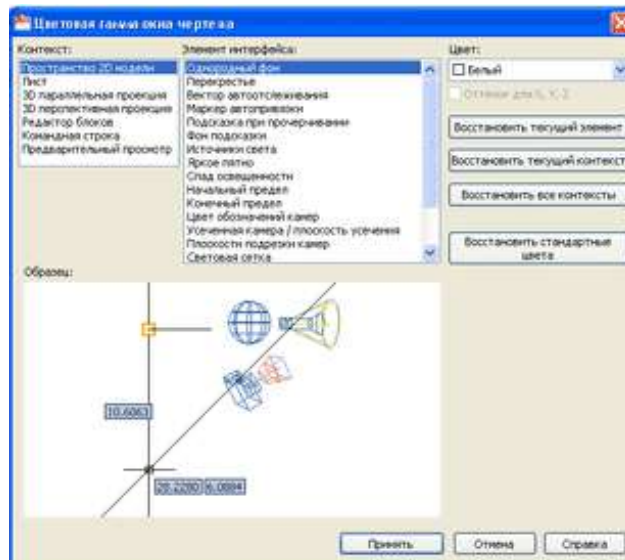 Цветовая гамма окна чертежа
Контекст:
Пространство 2D модели
Лист
3D параллельная проекция
3D перспективная проекция
Редактор блоков
Командная строка
Предварительный просмотр
Элемент интерфейса:
Однородный фон
Перекрестье
Вектор автоотслеживания
Маркер автопривязки
Подсказка при прочерчивании
Фон подсказки
Источники света
Яркое пятно
Спад освещенности
Начальный предел
Конечный предел
Цвет обозначений камер
Усеченная камера / плоскость усечения
Плоскости подрезки камер
Световая сетка
Цвет:
Белый
Оттенки для X, Y, Z
Восстановить текущий элемент
Восстановить текущий контекст
Восстановить все контексты
Восстановить стандартные
цвета
Образец:
10.6063
28.2280 6.0884
Принять
Отмена
Справка